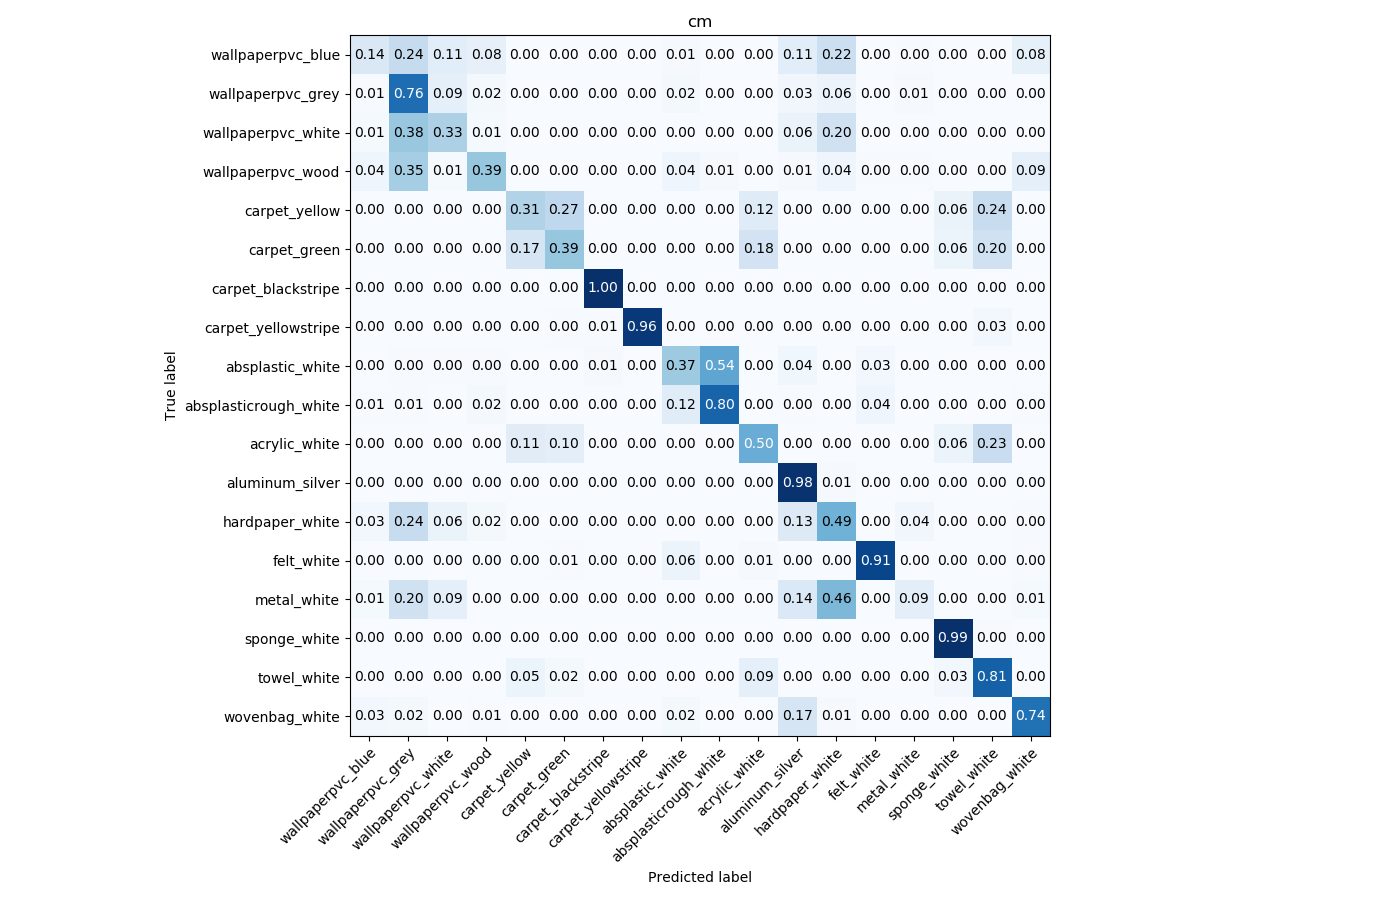 cm
wallpaperpvc_blue 0.14 0.24 0.11 0.08 0.00 0.00 0.00 0.00 0.01 0.00 0.00 0.11 0.22 0.00 0.00 0.00 0.00 0.08
wallpaperpvc_grey 0.01 0.76 0.09 0.02 0.00 0.00 0.00 0.00 0.02 0.00 0.00 0.03 0.06 0.00 0.01 0.00 0.00 0.00
wallpaperpvc_white 0.01 0.38 0.33 0.01 0.00 0.00 0.00 0.00 0.00 0.00 0.00 0.06 0.20 0.00 0.00 0.00 0.00 0.00
wallpaperpvc_wood 0.04 0.35 0.01 0.39 0.00 0.00 0.00 0.00 0.04 0.01 0.00 0.01 0.04 0.00 0.00 0.00 0.00 0.09
carpet_yellow 0.00 0.00 0.00 0.00 0.31 0.27 0.00 0.00 0.00 0.00 0.12 0.00 0.00 0.00 0.00 0.06 0.24 0.00
carpet_green 0.00 0.00 0.00 0.00 0.17 0.39 0.00 0.00 0.00 0.00 0.18 0.00 0.00 0.00 0.00 0.06 0.20 0.00
carpet_blackstripe 0.00 0.00 0.00 0.00 0.00 0.00 1.00 0.00 0.00 0.00 0.00 0.00 0.00 0.00 0.00 0.00 0.00 0.00
carpet_yellowstripe 0.00 0.00 0.00 0.00 0.00 0.00 0.01 0.96 0.00 0.00 0.00 0.00 0.00 0.00 0.00 0.00 0.03 0.00
absplastic_white 0.00 0.00 0.00 0.00 0.00 0.00 0.01 0.00 0.37 0.54 0.00 0.04 0.00 0.03 0.00 0.00 0.00 0.00
absplasticrough_white 0.01 0.01 0.00 0.02 0.00 0.00 0.00 0.00 0.12 0.80 0.00 0.00 0.00 0.04 0.00 0.00 0.00 0.00
acrylic_white 0.00 0.00 0.00 0.00 0.11 0.10 0.00 0.00 0.00 0.00 0.50 0.00 0.00 0.00 0.00 0.06 0.23 0.00
aluminum_silver 0.00 0.00 0.00 0.00 0.00 0.00 0.00 0.00 0.00 0.00 0.00 0.98 0.01 0.00 0.00 0.00 0.00 0.00
hardpaper_white 0.03 0.24 0.06 0.02 0.00 0.00 0.00 0.00 0.00 0.00 0.00 0.13 0.49 0.00 0.04 0.00 0.00 0.00
felt_white 0.00 0.00 0.00 0.00 0.00 0.01 0.00 0.00 0.06 0.00 0.01 0.00 0.00 0.91 0.00 0.00 0.00 0.00
metal_white 0.01 0.20 0.09 0.00 0.00 0.00 0.00 0.00 0.00 0.00 0.00 0.14 0.46 0.00 0.09 0.00 0.00 0.01
sponge_white 0.00 0.00 0.00 0.00 0.00 0.00 0.00 0.00 0.00 0.00 0.00 0.00 0.00 0.00 0.00 0.99 0.00 0.00
towel_white 0.00 0.00 0.00 0.00 0.05 0.02 0.00 0.00 0.00 0.00 0.09 0.00 0.00 0.00 0.00 0.03 0.81 0.00
wovenbag_white 0.03 0.02 0.00 0.01 0.00 0.00 0.00 0.00 0.02 0.00 0.00 0.17 0.01 0.00 0.00 0.00 0.00 0.74
True label
wallpaperpvc_blue
wallpaperpvc_grey
wallpaperpvc_white
wallpaperpvc_wood
carpet_yellow
carpet_green
carpet_blackstripe
carpet_yellowstripe
absplastic_white
absplasticrough_white
acrylic_white
aluminum_silver
hardpaper_white
felt_white
metal_white
sponge_white
towel_white
wovenbag_white
Predicted label